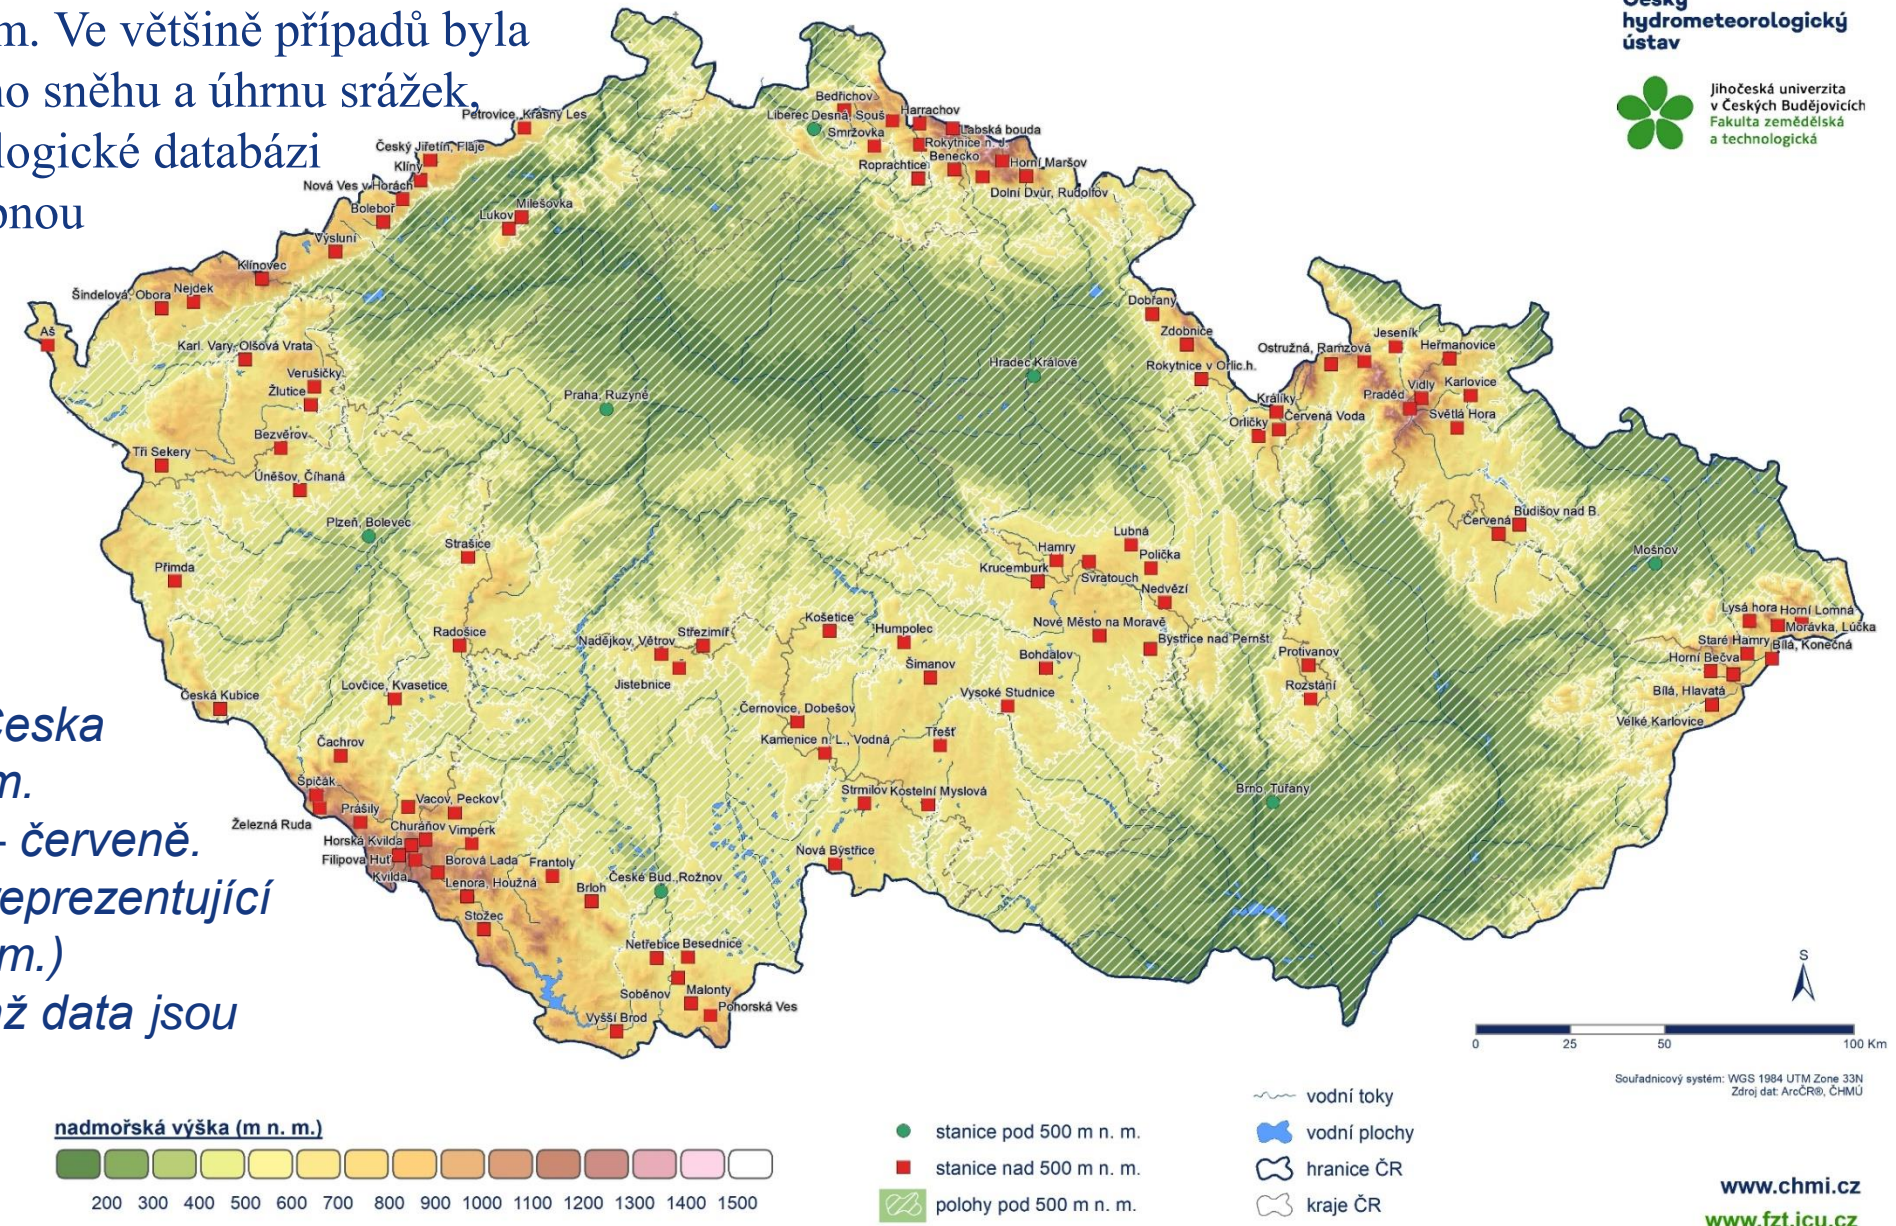 m. Ve většině případů byla
ho sněhu a úhrnu srážek,
logické databázi
pnou
Český
hydrometeorologický
ústav
Jihočeská univerzita
v Českých Budějovicích
Fakulta zemědělská
a technologická
Petrovice, Krásný Les
Český Jiřetín, Fláje
Klíny
Nová Ves v Horách
Boleboř
Výsluní
Milešovka
Lukov
Klínovec
Nejdek
Šindelová, Obora
Aš
Karl. Vary, Olšová Vrata
Verušičky
Žlutice
Bezvěrov
Tři Sekery
Úněšov, Číhaná
Bedřichov
Liberec
Desná, Souš
Harrachov
Smržovka
Labská bouda
Rokytnice n. J.
Roprachtice
Benecko
Horní Maršov
Dolní Dvůr, Rudolfov
Praha, Ruzyně
Hradec Králové
Dobřany
Zdobnice
Rokytnice v Orlic.h.
Ostružná, Ramzová
Jeseník
Heřmanovice
Králíky
Praděd
Vidly
Karlovice
Orličky
Červená Voda
Světlá Hora
Plzeň, Bolevec
Strašice
Přimda
Radošice
Nadějkov, Větrov
Střezimíř
Jistebnice
Košetice
Humpolec
Šimanov
Lubná
Hamry
Polička
Krucemburk
Svratouch
Nedvězí
Nové Město na Moravě
Bystřice nad Pernšt.
Bohdalov
Vysoké Studnice
Protivanov
Rozstání
Budišov nad B.
Červená
Mošnov
Lysá hora
Horní Lomná
Morávka, Lúčka
Staré Hamry
Bílá, Konečná
Horní Bečva
Bílá, Hlavatá
Velké Karlovice
Česká Kubice
Lovčice, Kvasetice
Černovice, Dobešov
Kamenice n. L., Vodná
Třešť
Strmilov
Kostelní Myslová
Nová Bystřice
Brno, Tuřany
Čachrov
Špičák
Prášily
Vacov, Peckov
Železná Ruda
Churáňov
Vimperk
Horská Kvilda
Filipova Huť
Borová Lada
Frantoly
Kvilda
Lenora, Houžná
Brloh
České Bud.,Rožnov
Stožec
Netřebice
Besednice
Soběnov
Malonty
Pohorská Ves
Vyšší Brod
Česka
m.
– červeně.
reprezentující
m.)
ž data jsou
S
0 25 50 100 Km
Souřadnicový systém: WGS 1984 UTM Zone 33N
Zdroj dat: ArcČR®, ČHMÚ
nadmořská výška (m n. m.)
200 300 400 500 600 700 800 900 1000 1100 1200 1300 1400 1500
stanice pod 500 m n. m.
stanice nad 500 m n. m.
polohy pod 500 m n. m.
vodní toky
vodní plochy
hranice ČR
kraje ČR
www.chmi.cz
www.fzt.jcu.cz